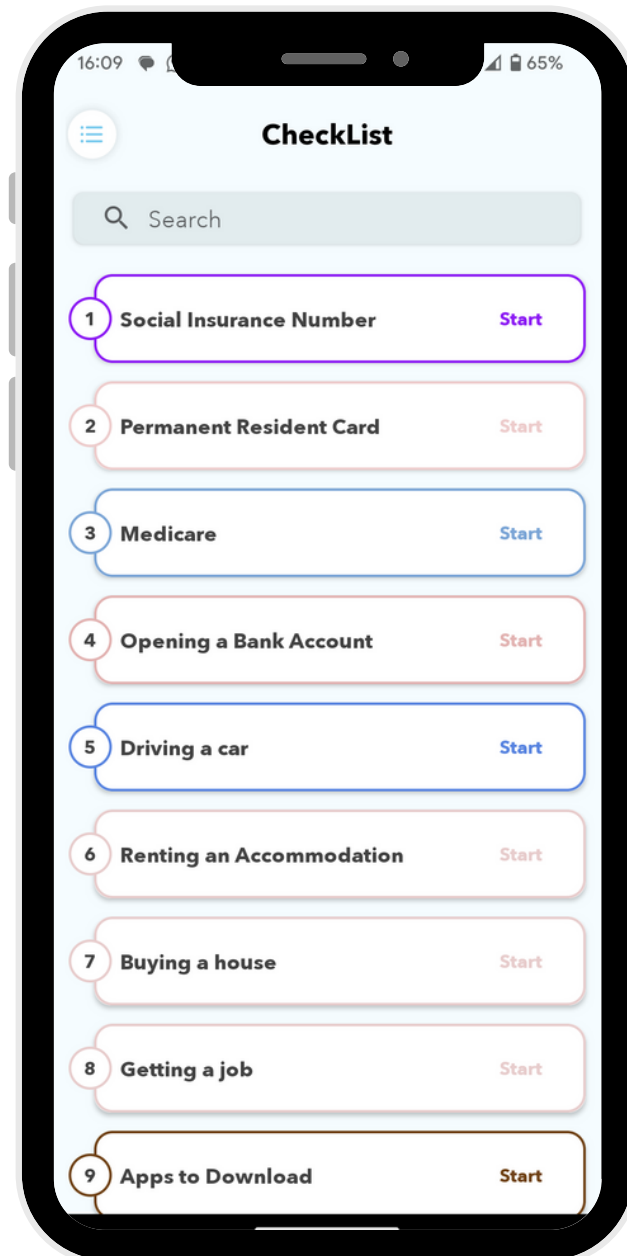 16:09 65%
CheckList
Search
1 Social Insurance Number Start
2 Permanent Resident Card Start
3 Medicare Start
4 Opening a Bank Account Start
5 Driving a car Start
6 Renting an Accommodation Start
7 Buying a house Start
8 Getting a job Start
9 Apps to Download Start